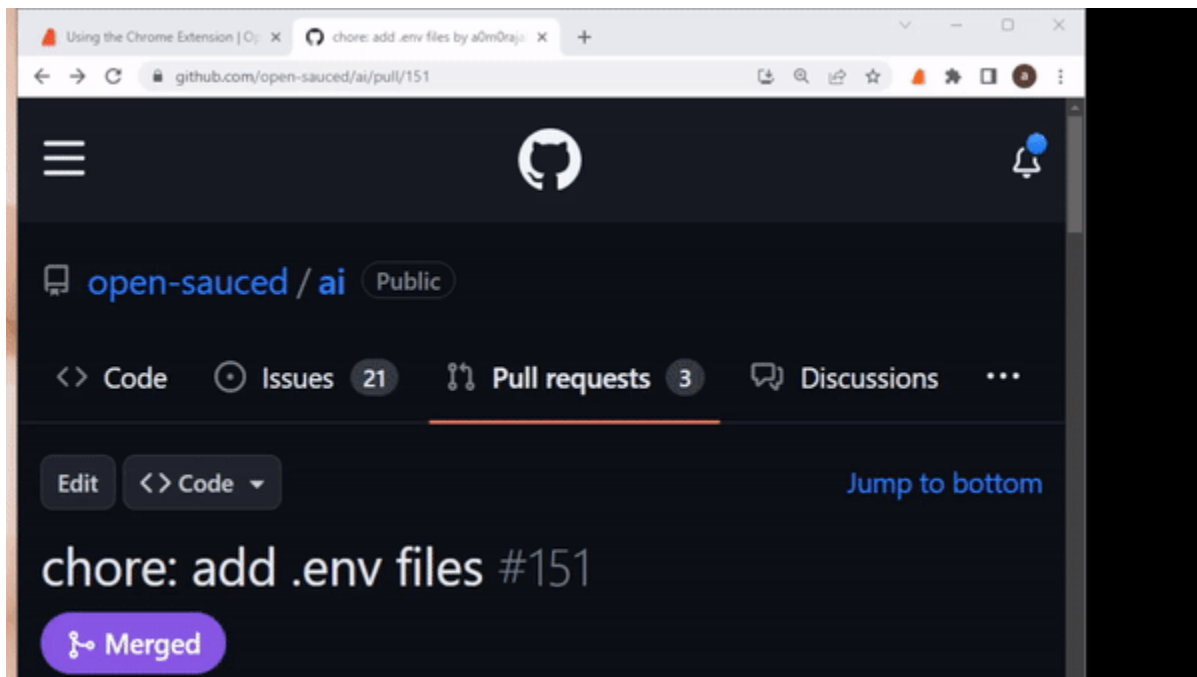 Using the Chrome Extension | Op
chore: add .env files by a0m0raja
github.com/open-sauced/ai/pull/151
a
open-sauced / ai Public
Code Issues 21 Pull requests 3 Discussions ...
Edit <> Code Jump to bottom
chore: add .env files #151
Merged